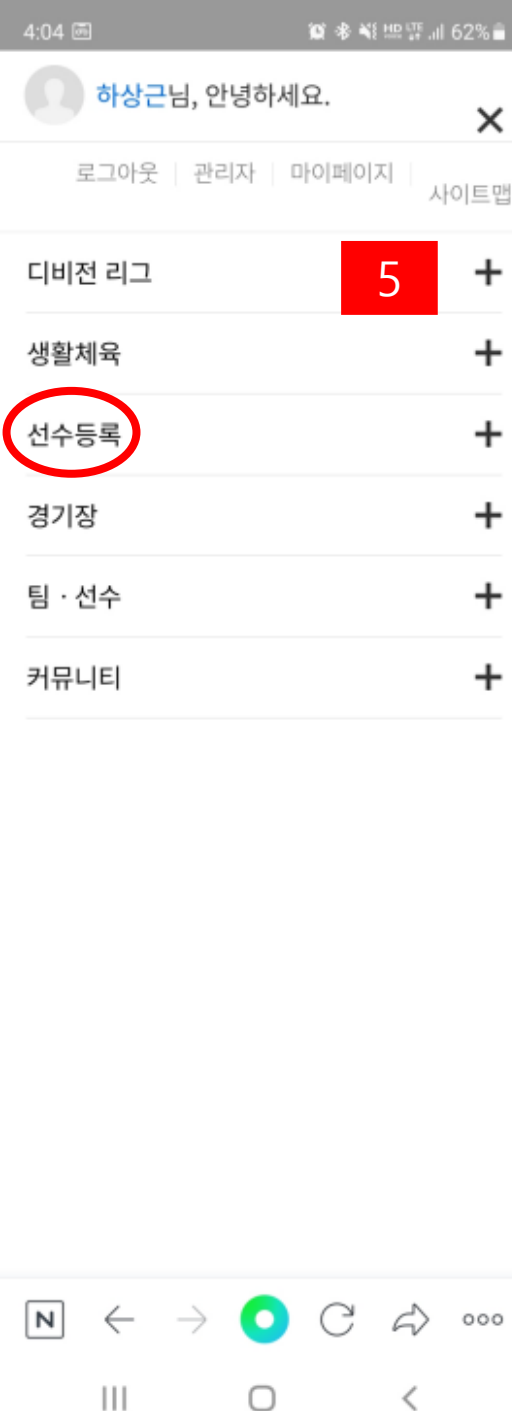 4:04
62%
하상근님, 안녕하세요.
로그아웃 관리자 마이페이지 사이트맵
디비전 리그
5
생활체육
선수등록
경기장
팀 · 선수
커뮤니티
N